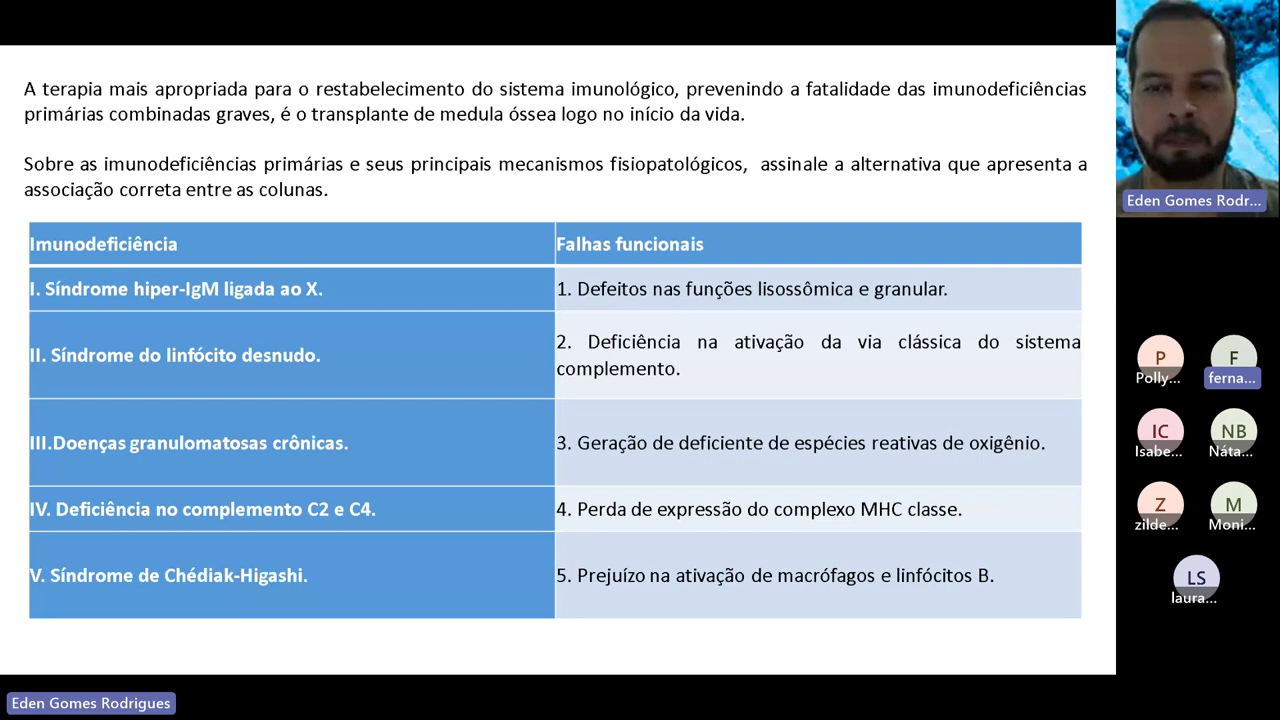 A terapia mais apropriada para o restabelecimento do sistema imunológico, prevenindo a fatalidade das imunodeficiências
primárias combinadas graves, é o transplante de medula óssea logo no início da vida.
Sobre as imunodeficiências primárias e seus principais mecanismos fisiopatológicos, assinale a alternativa que apresenta a
associação correta entre as colunas.
Imunodeficiência
Falhas funcionais
I. Síndrome hiper-IgM ligada ao X.
1. Defeitos nas funções lisossômica e granular.
II. Síndrome do linfócito desnudo.
2. Deficiência na ativação da via clássica do sistema
complemento.
III.Doenças granulomatosas crônicas.
3. Geração de deficiente de espécies reativas de oxigênio.
IV. Deficiência no complemento C2 e C4.
4. Perda de expressão do complexo MHC classe.
V. Síndrome de Chédiak-Higashi.
5. Prejuízo na ativação de macrófagos e linfócitos B.
Eden Gomes Rodr...
P
Polly...
F
ferna...
IC
Isabe...
NB
Náta...
Z
zilde...
M
Moni...
LS
laura...
Eden Gomes Rodrigues